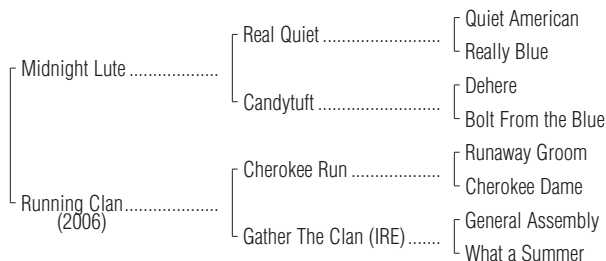 Quiet American
Real Quiet
Really Blue
Midnight Lute
Dehere
Candytuft
Bolt From the Blue
Runaway Groom
Cherokee Run
Cherokee Dame
Running Clan
(2006)
General Assembly
Gather The Clan (IRE)
What a Summer